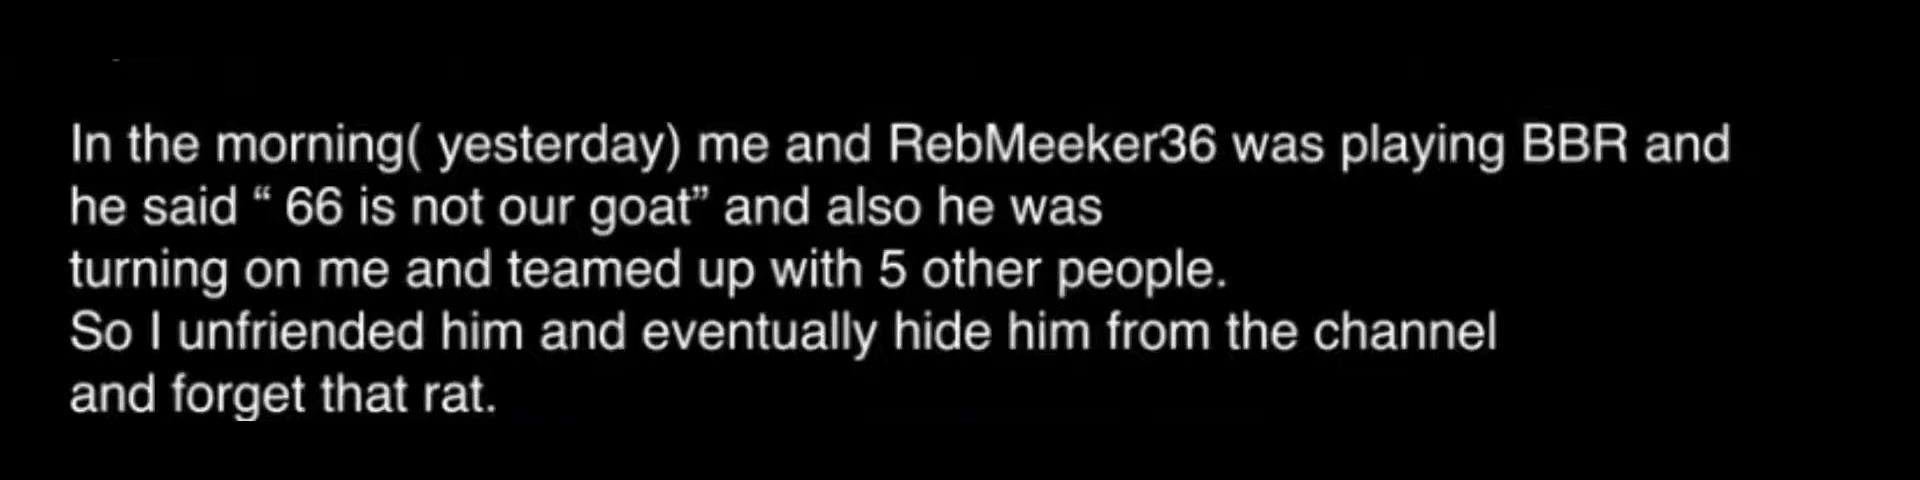 In the morning( yesterday) me and RebMeeker36 was playing BBR and
he said “ 66 is not our goat” and also he was
turning on me and teamed up with 5 other people.
So I unfriended him and eventually hide him from the channel
and forget that rat.